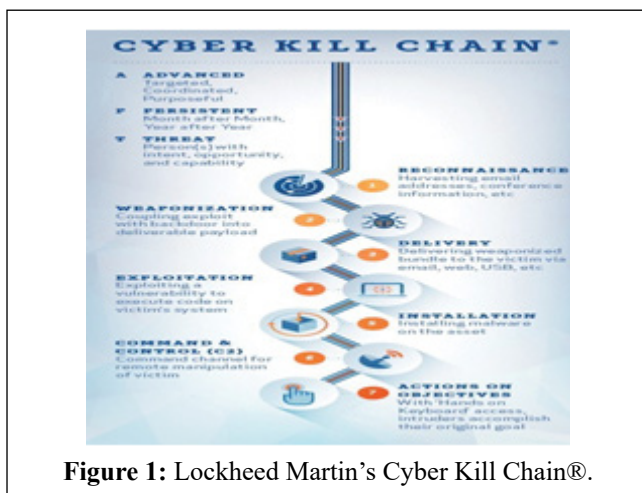 CYBER KILL CHAIN®
A ADVANCED
Targeted,
Coordinated,
Purposeful
P PERSISTENT
Month after Month,
Year after Year
T THREAT
Person(s) with
intent, opportunity,
and capability
1 RECONNAISSANCE
Harvesting email
addresses, conference
information, etc
WEAPONIZATION 2
Coupling exploit
with backdoor into
deliverable payload
3 DELIVERY
Delivering weaponized
bundle to the victim via
email, web, USB, etc
EXPLOITATION 4
Exploiting a
vulnerability to
execute code on
victim's system
5 INSTALLATION
Installing malware
on the asset
COMMAND & 6
CONTROL (C2)
Command channel for
remote manipulation
of victim
7 ACTIONS ON
OBJECTIVES
With 'Hands on
Keyboard' access,
intruders accomplish
their original goal
Figure 1: Lockheed Martin's Cyber Kill Chain®.